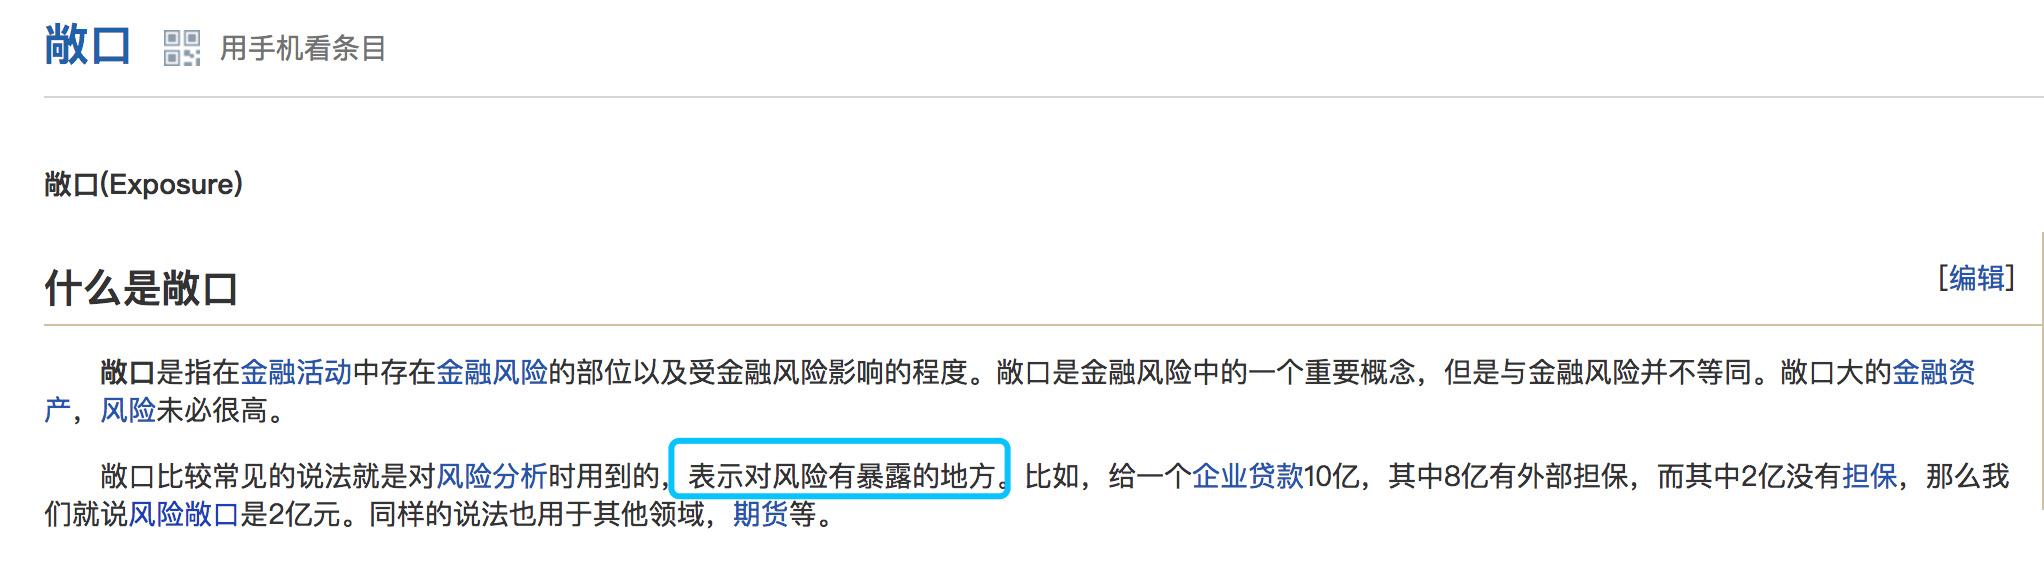 敞口 用手机看条目
敞口(Exposure)
什么是敞口 [编辑]
敞口是指在金融活动中存在金融风险的部位以及受金融风险影响的程度。敞口是金融风险中的一个重要概念，但是与金融风险并不等同。敞口大的金融资
产，风险未必很高。
敞口比较常见的说法就是对风险分析时用到的，表示对风险有暴露的地方。比如，给一个企业贷款10亿，其中8亿有外部担保，而其中2亿没有担保，那么我
们就说风险敞口是2亿元。同样的说法也用于其他领域，期货等。